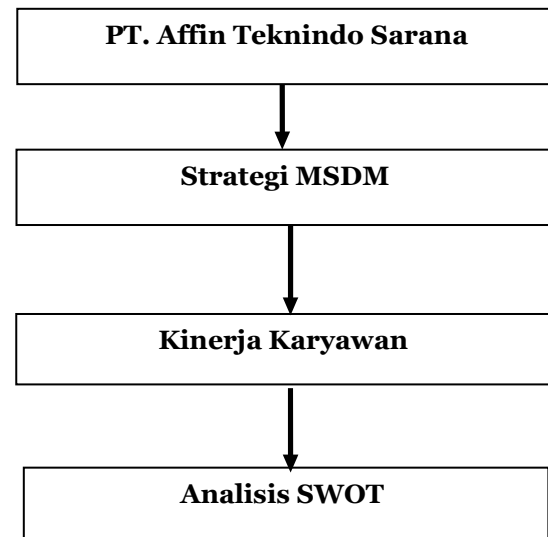 PT. Affin Teknindo Sarana
Strategi MSDM
Kinerja Karyawan
Analisis SWOT